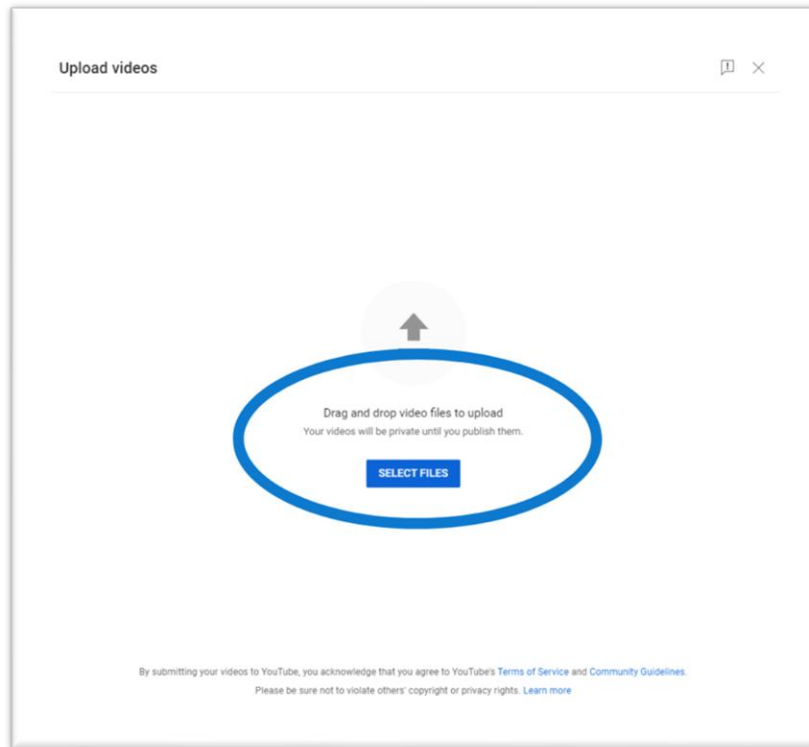 Upload videos
Drag and drop video files to upload
Your videos will be private until you publish them.
SELECT FILES
By submitting your videos to YouTube, you acknowledge that you agree to YouTube's Terms of Service and Community Guidelines.
Please be sure not to violate others' copyright or privacy rights. Learn more